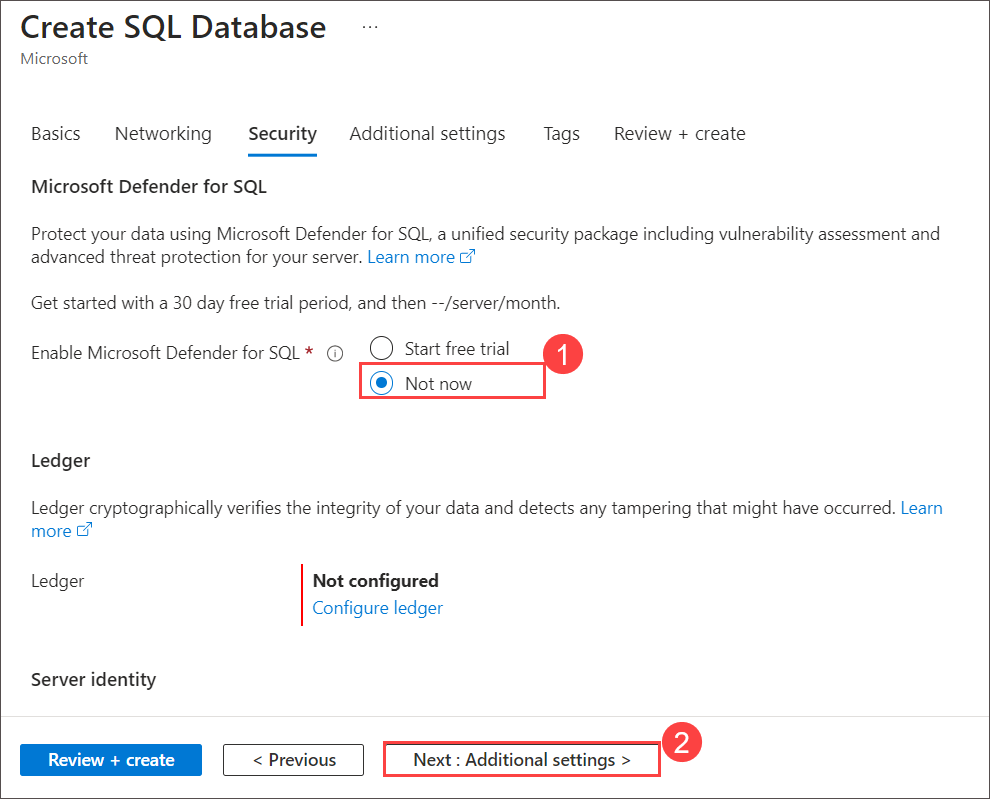 Create SQL Database ...
Microsoft
Basics Networking Security Additional settings Tags Review + create
Microsoft Defender for SQL
Protect your data using Microsoft Defender for SQL, a unified security package including vulnerability assessment and
advanced threat protection for your server. Learn more
Get started with a 30 day free trial period, and then --/server/month.
Enable Microsoft Defender for SQL * Start free trial 1
Not now
Ledger
Ledger cryptographically verifies the integrity of your data and detects any tampering that might have occurred. Learn
more
Ledger Not configured
Configure ledger
Server identity
Review + create < Previous Next : Additional settings > 2